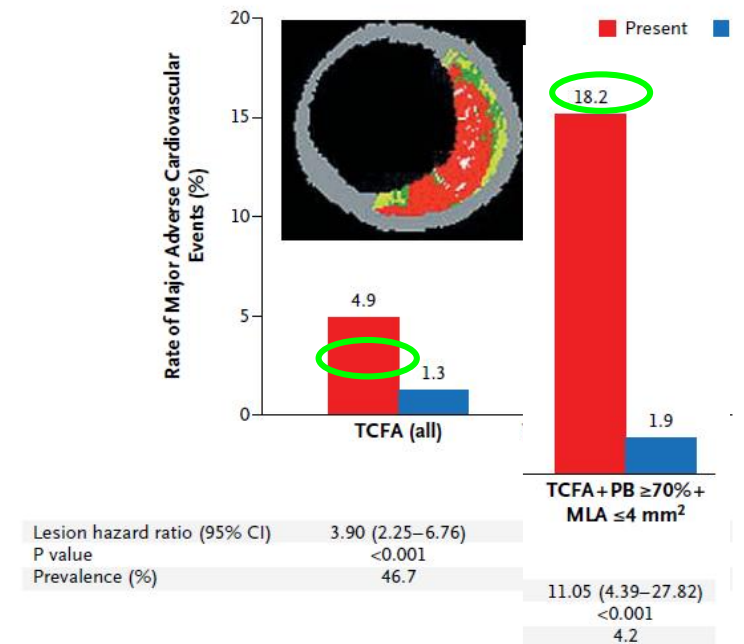 20
Present
Rate of Major Adverse Cardiovascular
Events (%)
18.2
15
10
4.9
5
1.3
1.9
0
TCFA (all)
TCFA+PB ≥70%+
MLA ≤4 mm²
Lesion hazard ratio (95% CI) 3.90 (2.25–6.76)
P value <0.001
Prevalence (%) 46.7
11.05 (4.39–27.82)
<0.001
4.2